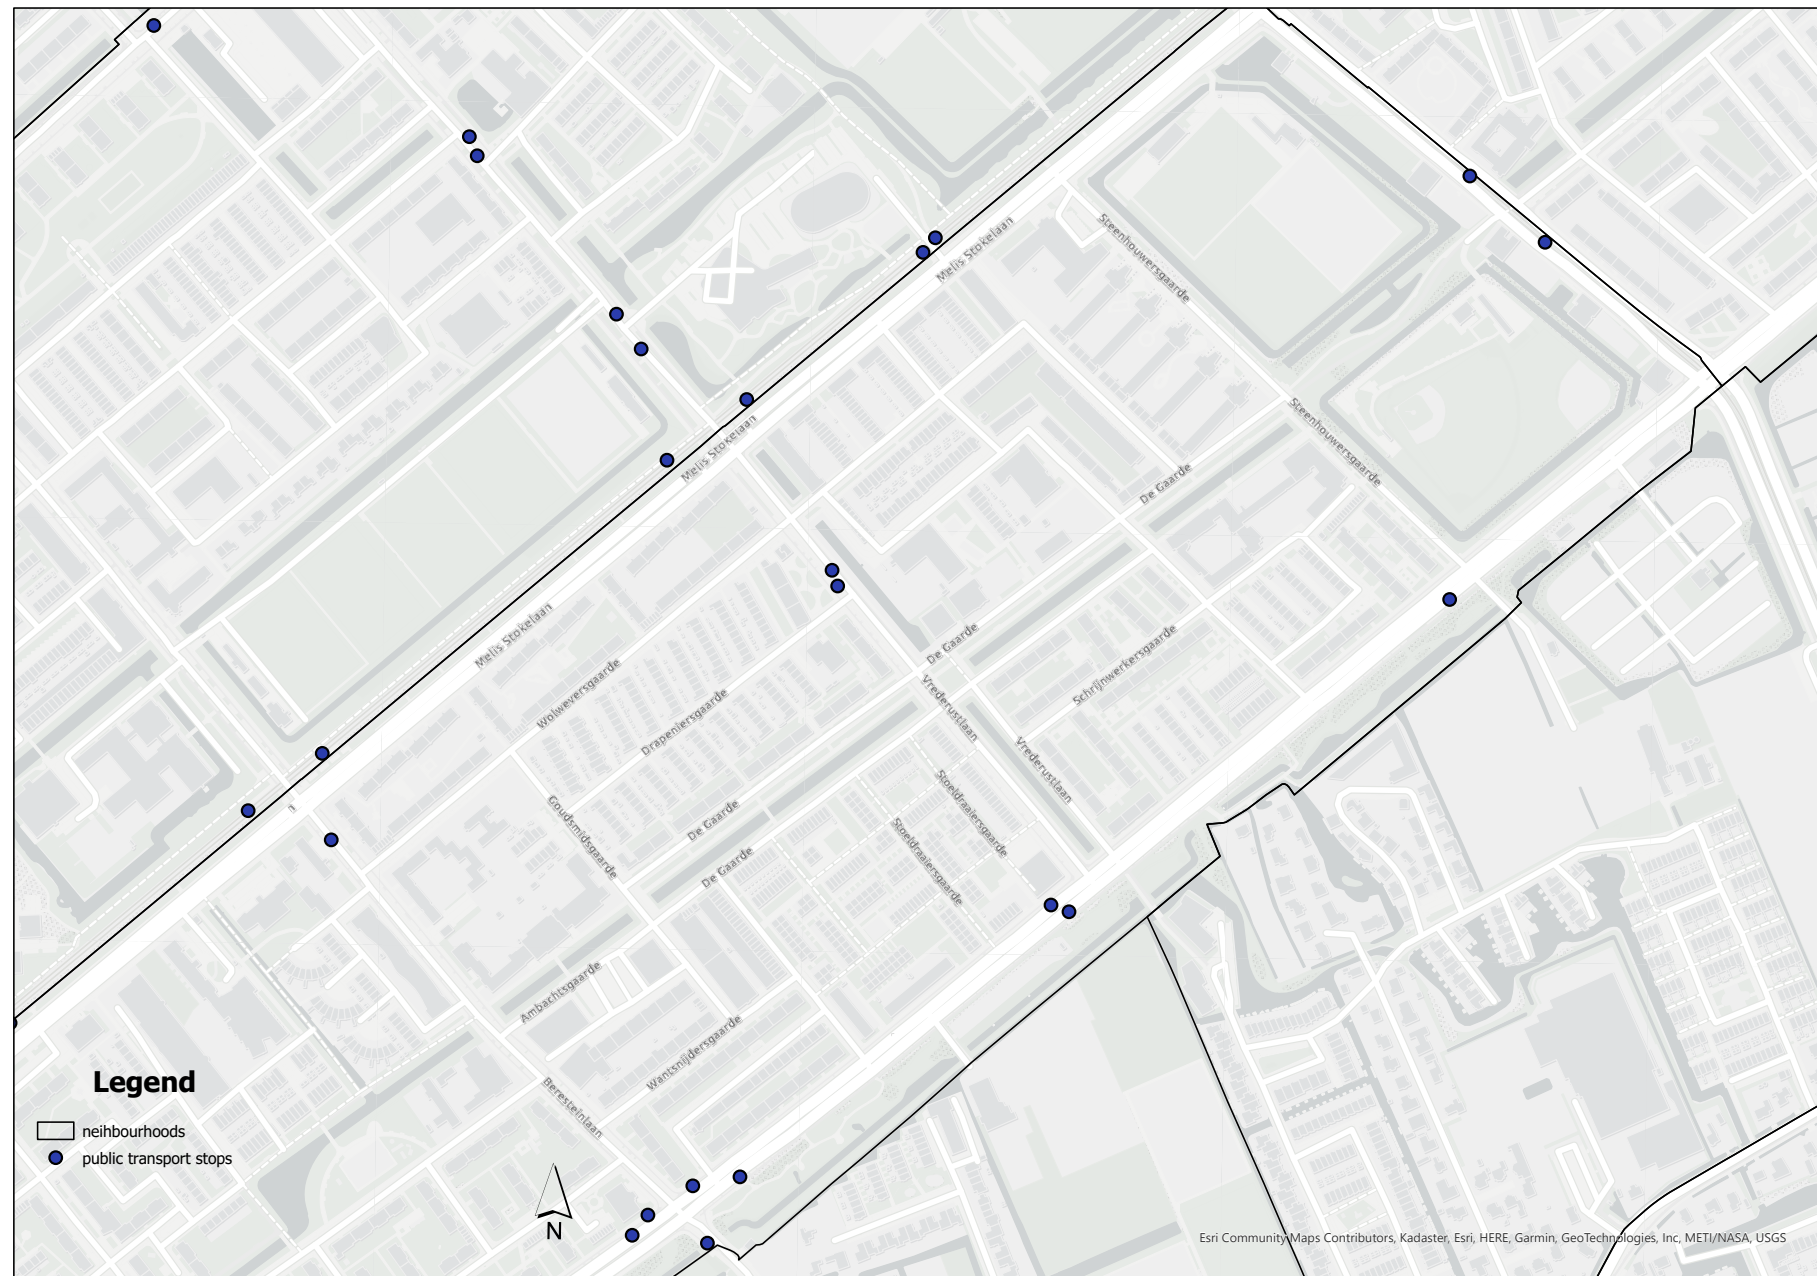 Melis Stokelaan
Steenhouwersgaarde
Melis Stokelaan
Steenhouwersgaarde
De Gaarde
Melis Stokelaan
De Gaarde
Schrijnwerkersgaarde
Wolweversgaarde
Drapeniersgaarde
Vrederustlaan
Vrederustlaan
Goudsmidsgaarde
De Gaarde
Stoeldraaiersgaarde
De Gaarde
Stoeldraaiersgaarde
n
Ambachtsgaarde
Wantsnijdersgaarde
Beresteinlaan
Legend
neihbourhoods
public transport stops
N
Esri Community Maps Contributors, Kadaster, Esri, HERE, Garmin, GeoTechnologies, Inc, METI/NASA, USGS